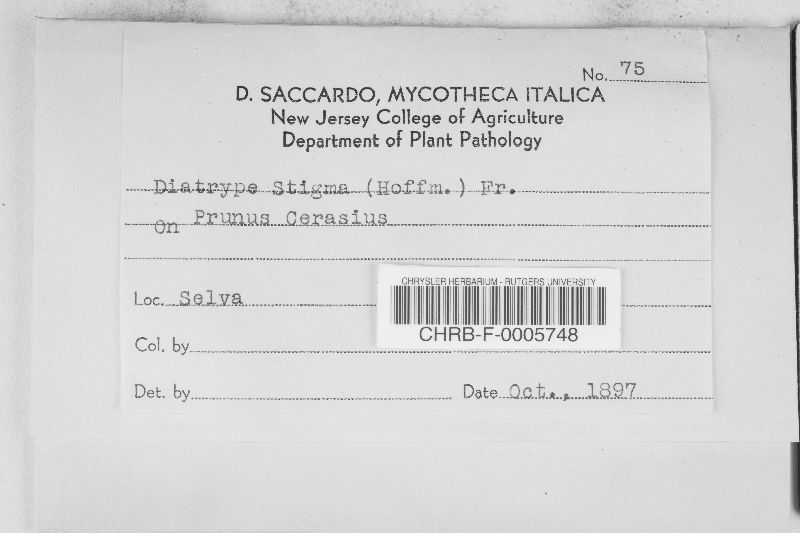 No. 75
D. SACCARDO, MYCOTHECA ITALICA
New Jersey College of Agriculture
Department of Plant Pathology
Diatrype Stigma (Hoffm.) Fr.
On Prunus Cerasius
Loc. Selva
CHRYSLER HERBARIUM - RUTGERS UNIVERSITY
CHRB-F-0005748
Col. by
Det. by Date Oct., 1897